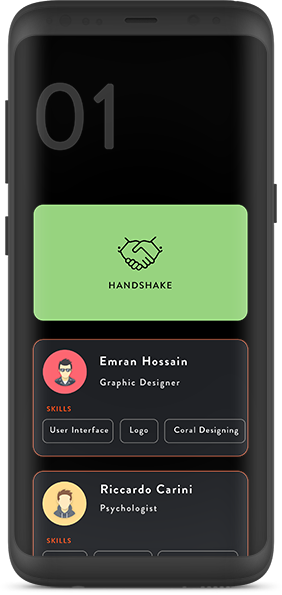 01
HANDSHAKE
Emran Hossain
Graphic Designer
SKILLS
User Interface Logo Coral Designing
Riccardo Carini
Psychologist
SKILLS